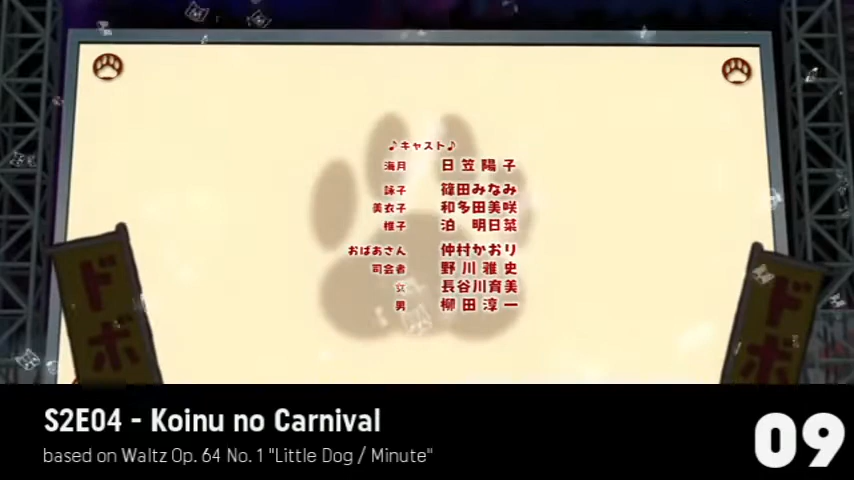 ♪キャスト♪
海月 日笠陽子
詠子 篠田みなみ
美衣子 和多田美咲
椎子 泊 明日菜
おばあさん 仲村かおり
司会者 野川雅史
女 長谷川育美
男 柳田淳一
ドボ
ドボ
S2E04 - Koinu no Carnival
based on Waltz Op. 64 No. 1 "Little Dog / Minute"
09